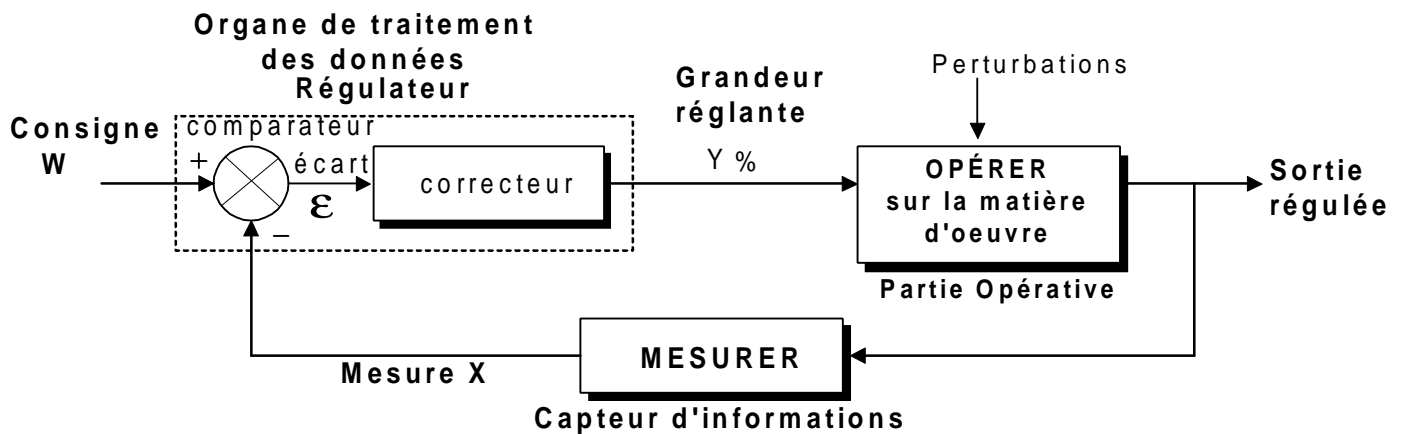 Organe de traitement
des données
Régulateur
Consigne
W
comparateur
+
écart
ε
−
correcteur
Grandeur
réglante
Y %
Perturbations
OPÉRER
sur la matière
d'oeuvre
Partie Opérative
Sortie
régulée
MESURER
Mesure X
Capteur d'informations